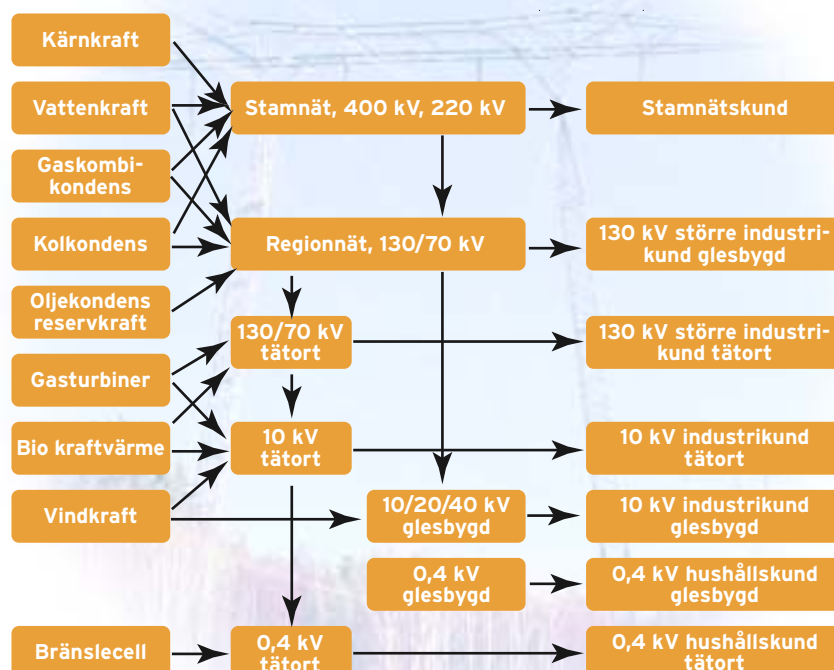 Kärnkraft
Vattenkraft
Gaskombi-
kondens
Kolkondens
Oljekondens
reservkraft
Gasturbiner
Bio kraftvärme
Vindkraft
Bränslecell
Stamnät, 400 kV, 220 kV
Regionnät, 130/70 kV
130/70 kV
tätort
10 kV
tätort
10/20/40 kV
glesbygd
0,4 kV
glesbygd
0,4 kV
tätort
Stamnätskund
130 kV större industri-
kund glesbygd
130 kV större industri-
kund tätort
10 kV industrikund
tätort
10 kV industrikund
glesbygd
0,4 kV hushållskund
glesbygd
0,4 kV hushållskund
tätort